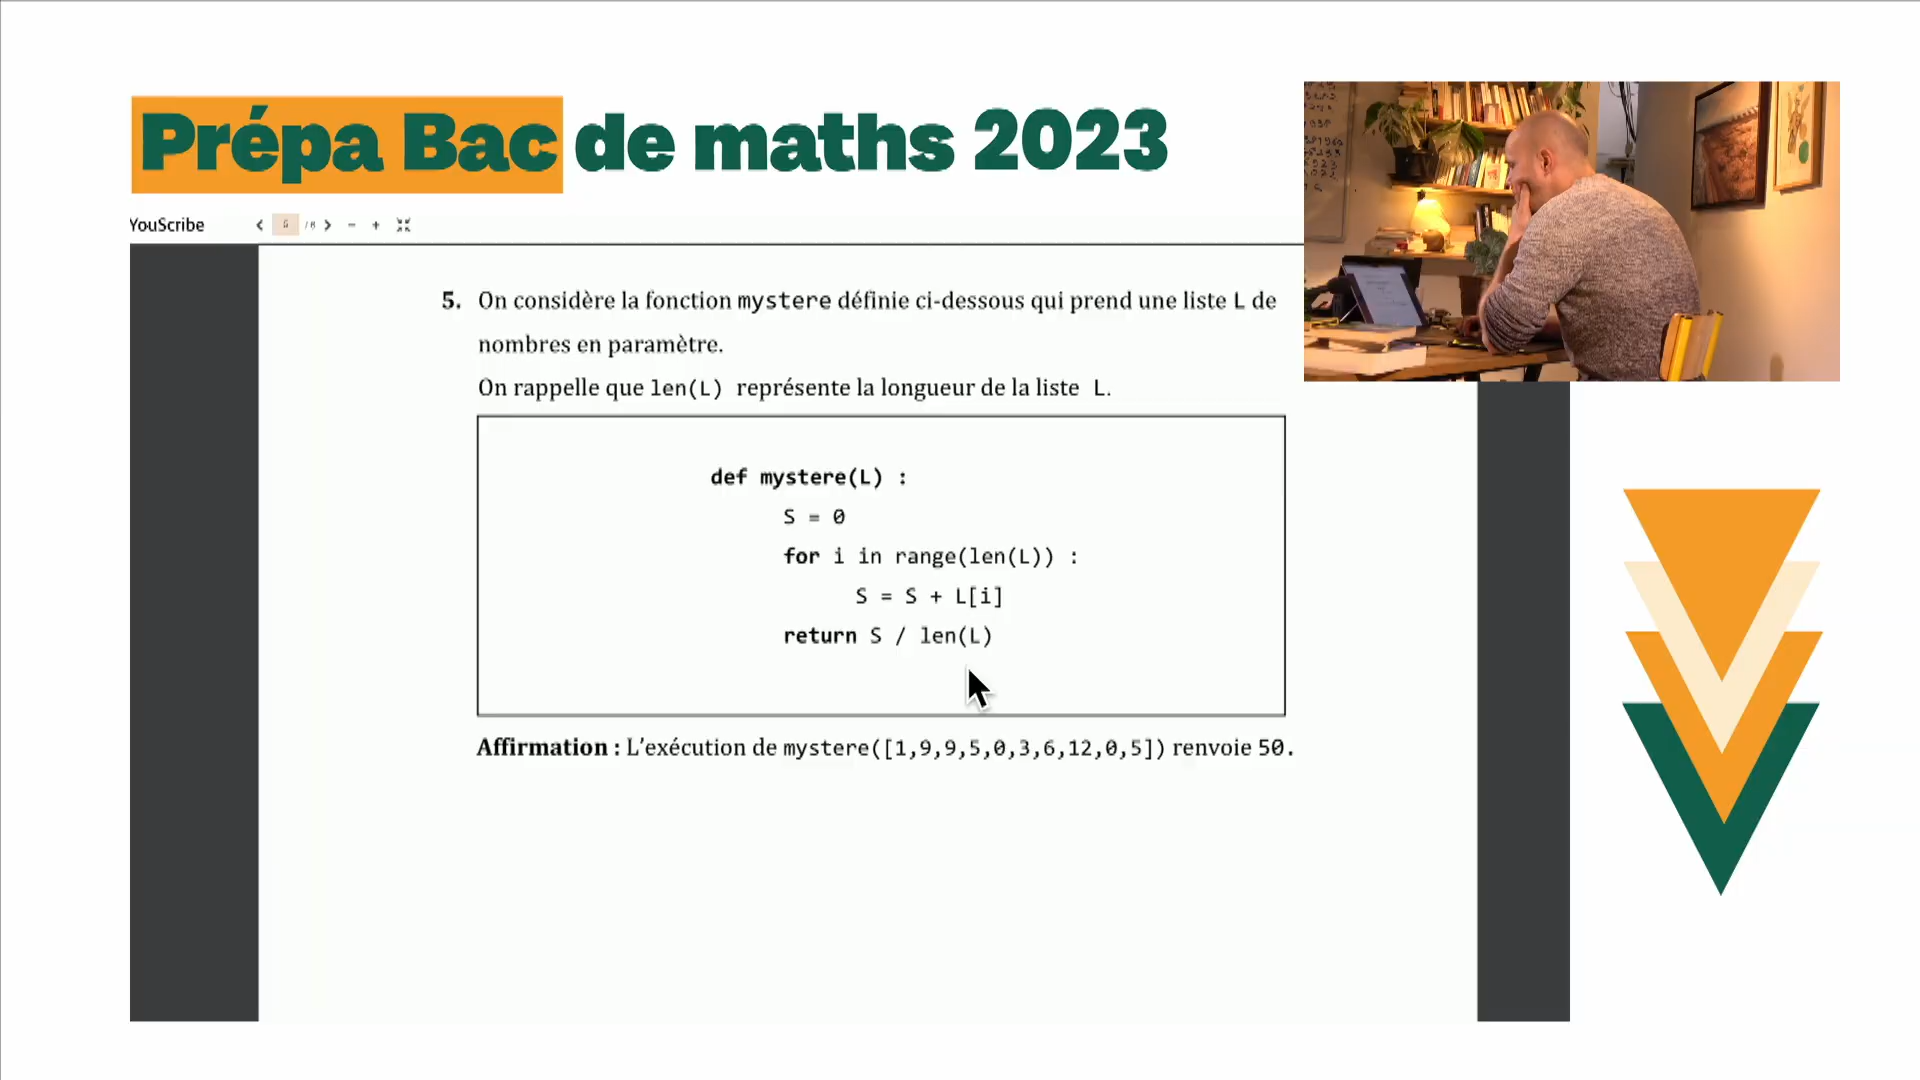 Prépa Bac de maths 2023
YouScribe
5. On considère la fonction mystere définie ci-dessous qui prend une liste L de
nombres en paramètre.
On rappelle que len(L) représente la longueur de la liste L.
def mystere(L) :
S = 0
for i in range(len(L)) :
S = S + L[i]
return S / len(L)
Affirmation : L'exécution de mystere([1,9,9,5,0,3,6,12,0,5]) renvoie 50.